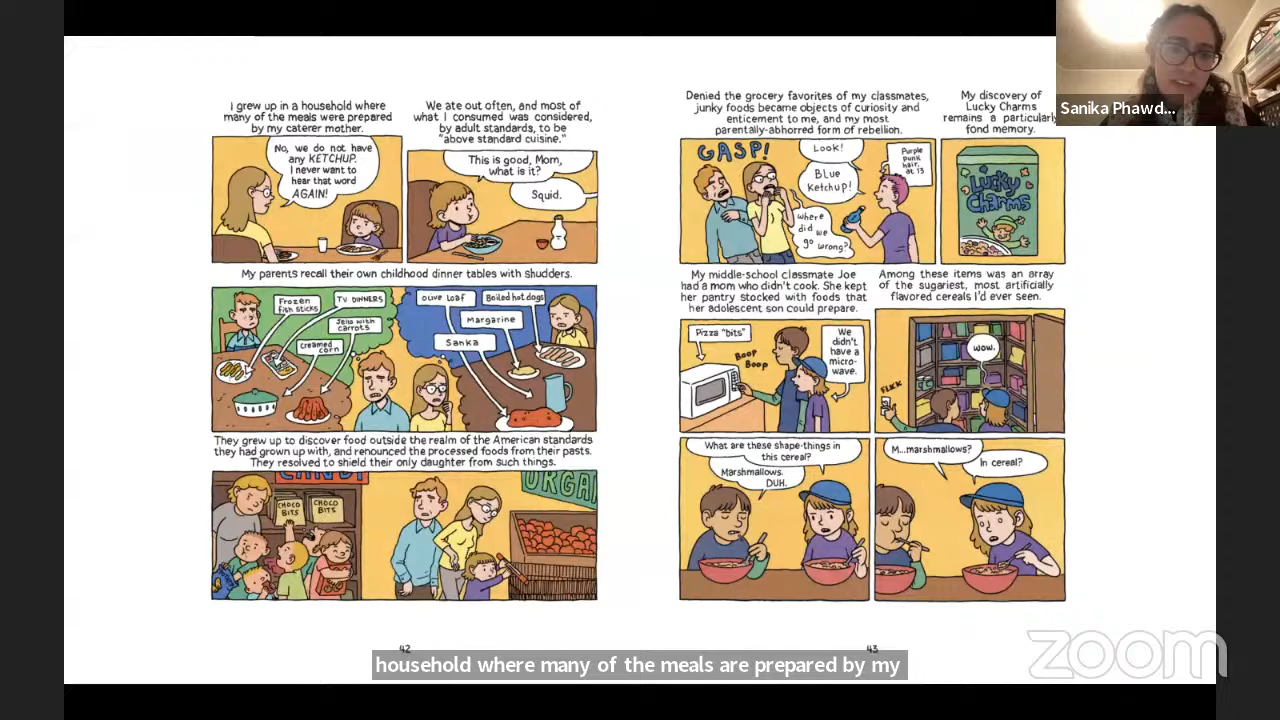 I grew up in a household where
many of the meals were prepared
by my caterer mother.
No, we do not have
any KETCHUP.
I never want to
hear that word
AGAIN!
We ate out often, and most of
what I consumed was considered,
by adult standards, to be
"above standard cuisine."
This is good, Mom,
what is it?
Squid.
My parents recall their own childhood dinner tables with shudders.
Frozen
fish sticks
TV DINNERS
Jello with
carrots
creamed
corn
olive loaf
Boiled hot dogs
Margarine
Sanka
They grew up to discover food outside the realm of the American standards
they had grown up with, and renounced the processed foods from their pasts.
They resolved to shield their only daughter from such things.
CANDY
CHOCO
BITS
CHOCO
BITS
ORGA
42
Denied the grocery favorites of my classmates,
junky foods became objects of curiosity and
enticement to me, and my most
parentally-abhorred form of rebellion.
GASP!
Look!
Blue
Ketchup!
Purple
punk
hair,
at 13
where
did we
go wrong?
My discovery of
Lucky Charms
remains a particularly
fond memory.
Lucky
Charms
My middle-school classmate Joe
had a mom who didn't cook. She kept
her pantry stocked with foods that
her adolescent son could prepare.
Pizza "bits"
BOOP
BOOP
We
didn't
have a
micro-
wave.
Among these items was an array
of the sugariest, most artificially
flavored cereals I'd ever seen.
wow.
FLICK
What are these shape-things in
this cereal?
Marshmallows.
DUH.
M...marshmallows?
In cereal?
43
household where many of the meals are prepared by my
Sanika Phawd...
zoom